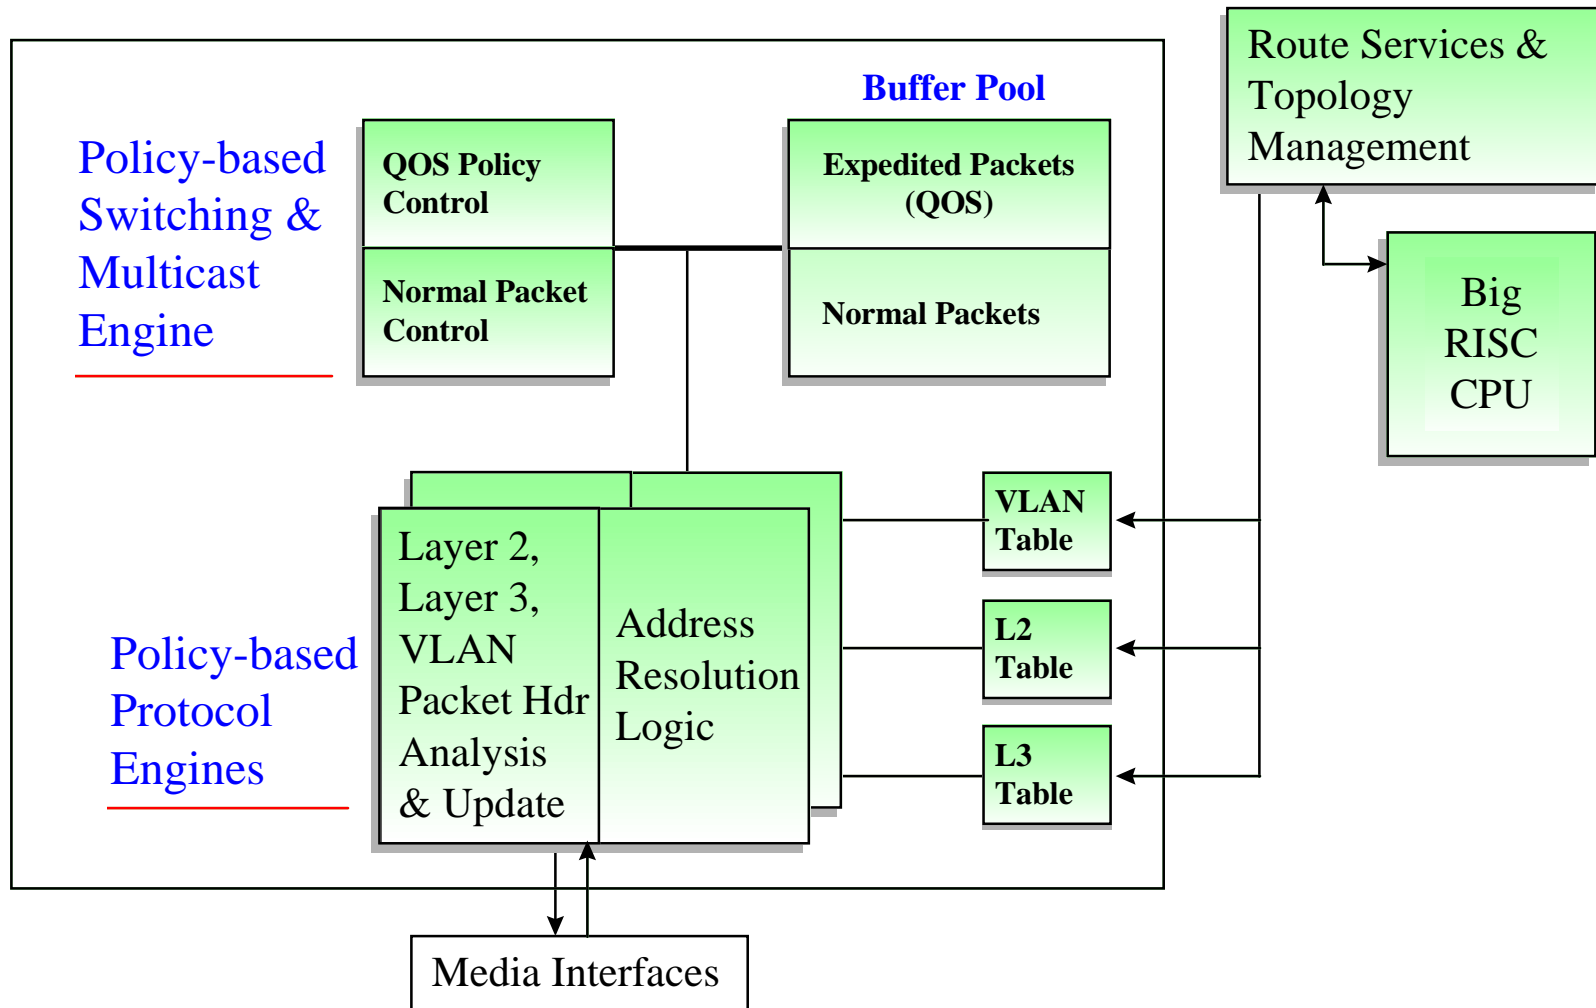 Route Services &
Topology
Management
Buffer Pool
Policy-based
Switching &
Multicast
Engine
QOS Policy
Control
Normal Packet
Control
Expedited Packets
(QOS)
Normal Packets
Big
RISC
CPU
Policy-based
Protocol
Engines
Layer 2,
Layer 3,
VLAN
Packet Hdr
Analysis
& Update
Address
Resolution
Logic
VLAN
Table
L2
Table
L3
Table
Media Interfaces